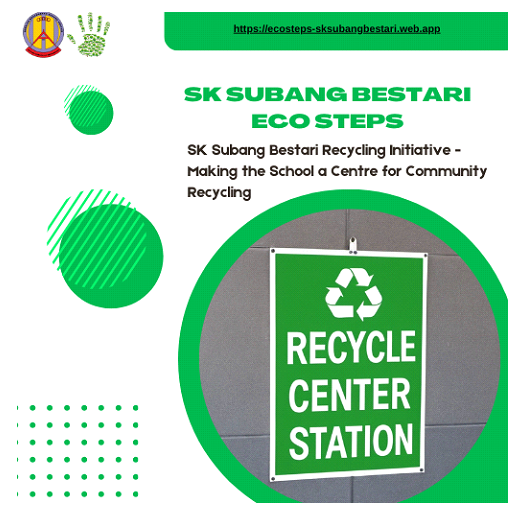 https://ecosteps-sksubangbestari.web.app
SK SUBANG BESTARI
ECO STEPS
SK Subang Bestari Recycling Initiative -
Making the School a Centre for Community
Recycling
RECYCLE
CENTER
STATION